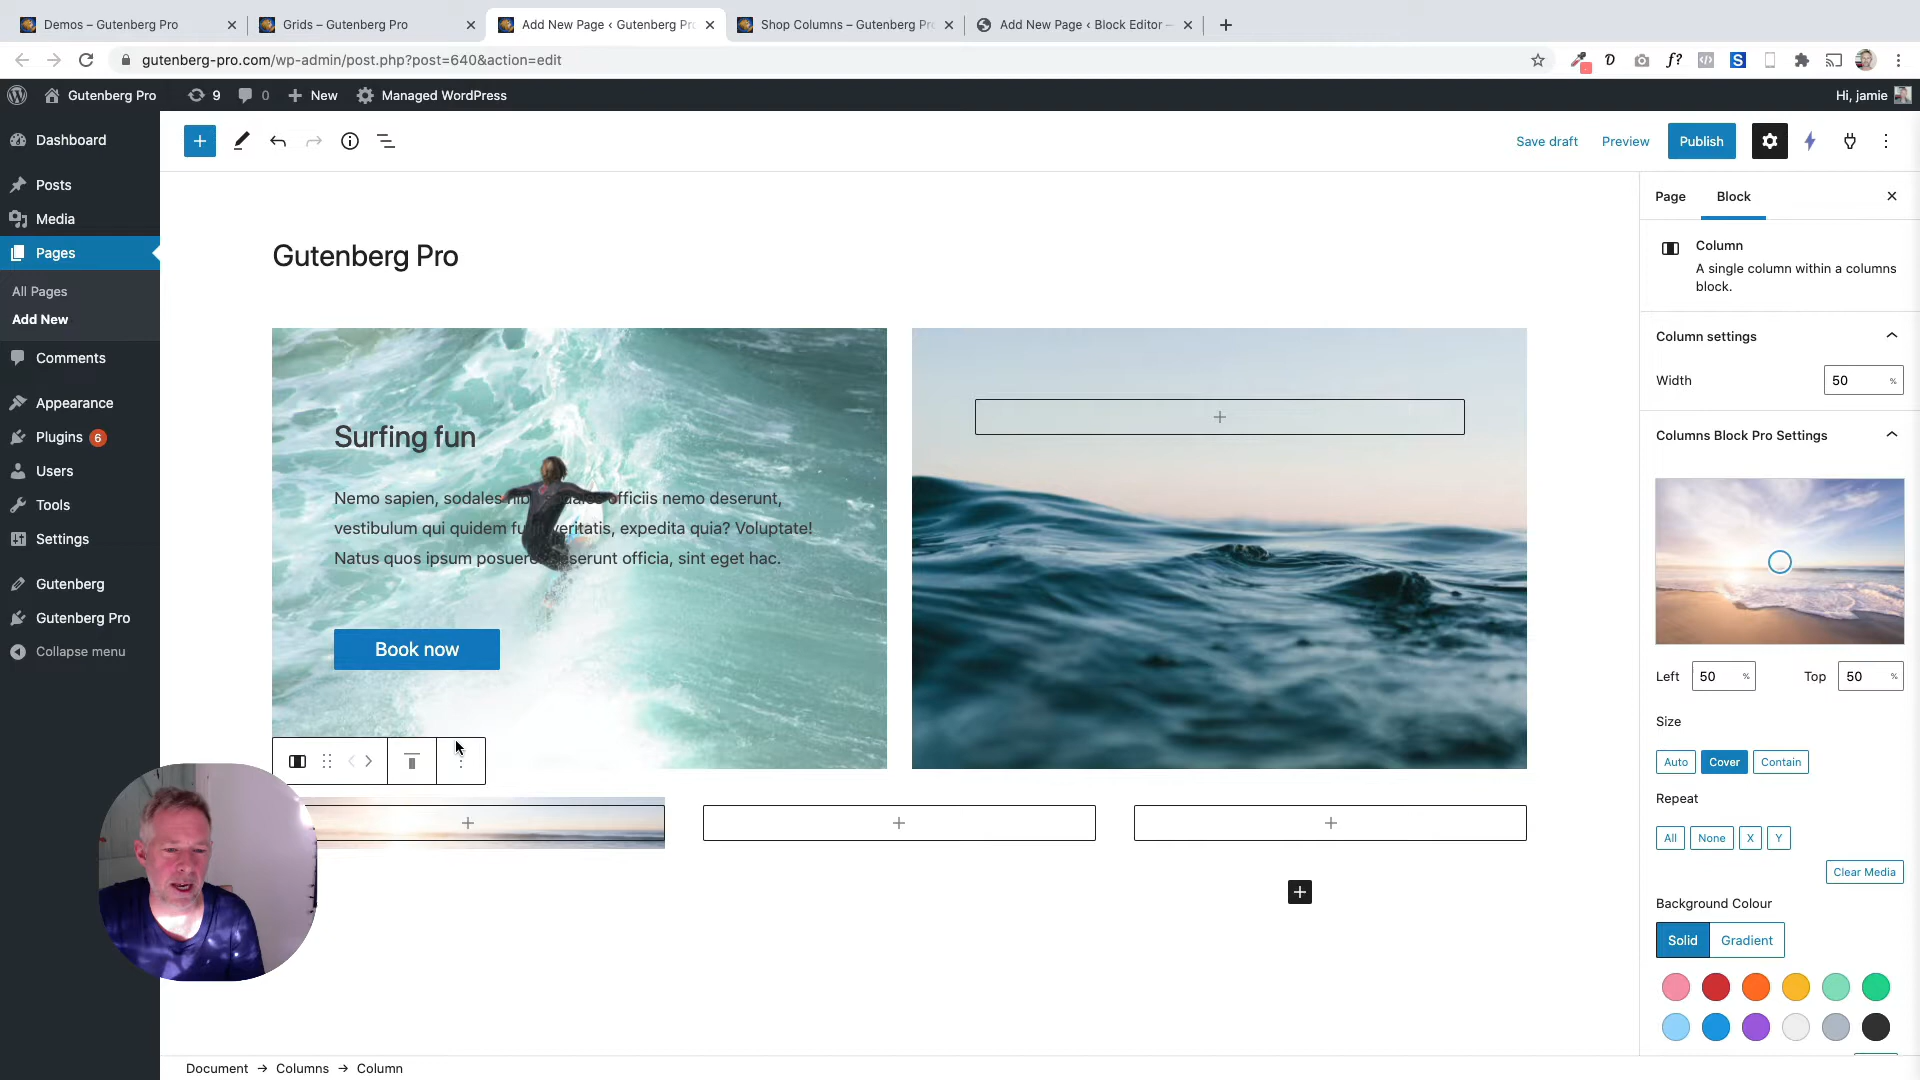 Demos – Gutenberg Pro
Grids – Gutenberg Pro
Add New Page ‹ Gutenberg Pr
Shop Columns – Gutenberg Pr
Add New Page ‹ Block Editor –
gutenberg-pro.com/wp-admin/post.php?post=640&action=edit
Gutenberg Pro
9
0
New
Managed WordPress
Hi, jamie
Dashboard
Posts
Media
Pages
All Pages
Add New
Comments
Appearance
Plugins 6
Users
Tools
Settings
Gutenberg
Gutenberg Pro
Collapse menu
Save draft
Preview
Publish
Gutenberg Pro
Surfing fun
Nemo sapien, sodales officiis nemo deserunt,
vestibulum qui quidem veritatis, expedita quia? Voluptate!
Natus quos ipsum posuere deserunt officia, sint eget hac.
Book now
Page
Block
Column
A single column within a columns
block.
Column settings
Width
50 %
Columns Block Pro Settings
Left
50 %
Top
50 %
Size
Auto
Cover
Contain
Repeat
All
None
X
Y
Clear Media
Background Colour
Solid
Gradient
Document → Columns → Column